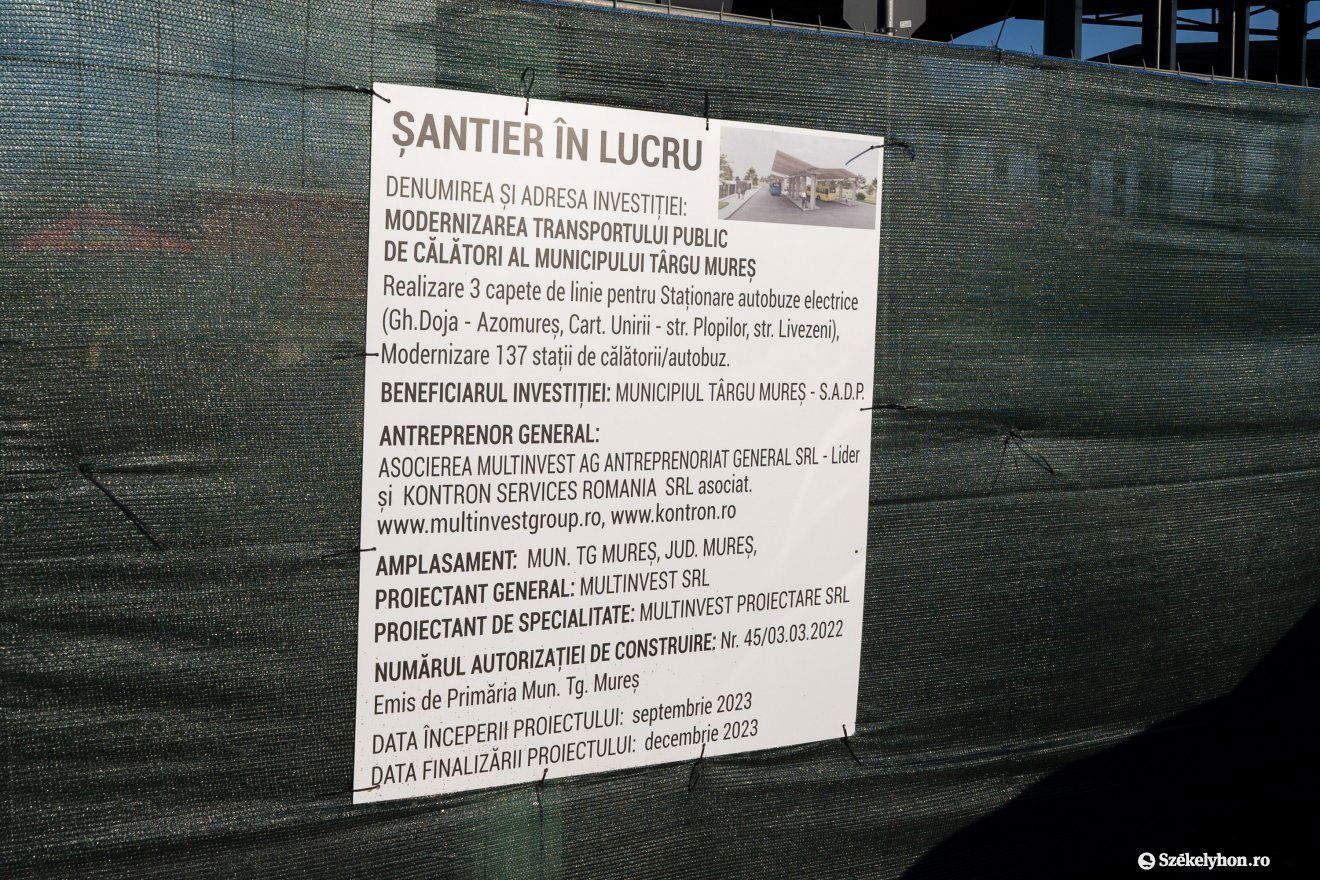 ȘANTIER ÎN LUCRU
DENUMIREA ȘI ADRESA INVESTIȚIEI:
MODERNIZAREA TRANSPORTULUI PUBLIC
DE CĂLĂTORI AL MUNICIPULUI TÂRGU MUREȘ
Realizare 3 capete de linie pentru Staționare autobuze electrice
(Gh.Doja - Azomureș, Cart. Unirii - str. Plopilor, str. Livezeni),
Modernizare 137 stații de călătorii/autobuz.
BENEFICIARUL INVESTIȚIEI: MUNICIPIUL TÂRGU MUREȘ - S.A.D.P.
ANTREPRENOR GENERAL:
ASOCIEREA MULTINVEST AG ANTREPRENORIAT GENERAL SRL - Lider
și KONTRON SERVICES ROMANIA SRL asociat.
www.multinvestgroup.ro, www.kontron.ro
AMPLASAMENT: MUN. TG MUREȘ, JUD. MUREȘ,
PROIECTANT GENERAL: MULTINVEST SRL
PROIECTANT DE SPECIALITATE: MULTINVEST PROIECTARE SRL
NUMĂRUL AUTORIZAȚIEI DE CONSTRUIRE: Nr. 45/03.03.2022
Emis de Primăria Mun. Tg. Mureș
DATA ÎNCEPERII PROIECTULUI: septembrie 2023
DATA FINALIZĂRII PROIECTULUI: decembrie 2023
Székelyhon.ro